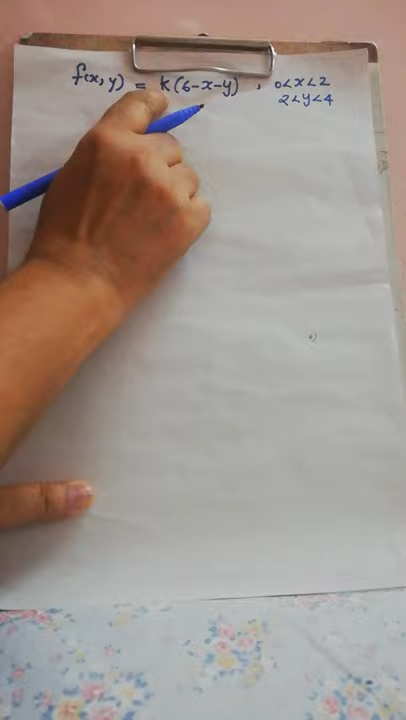 f(x,y) = k(6-x-y) , 0<x<2
2<y<4